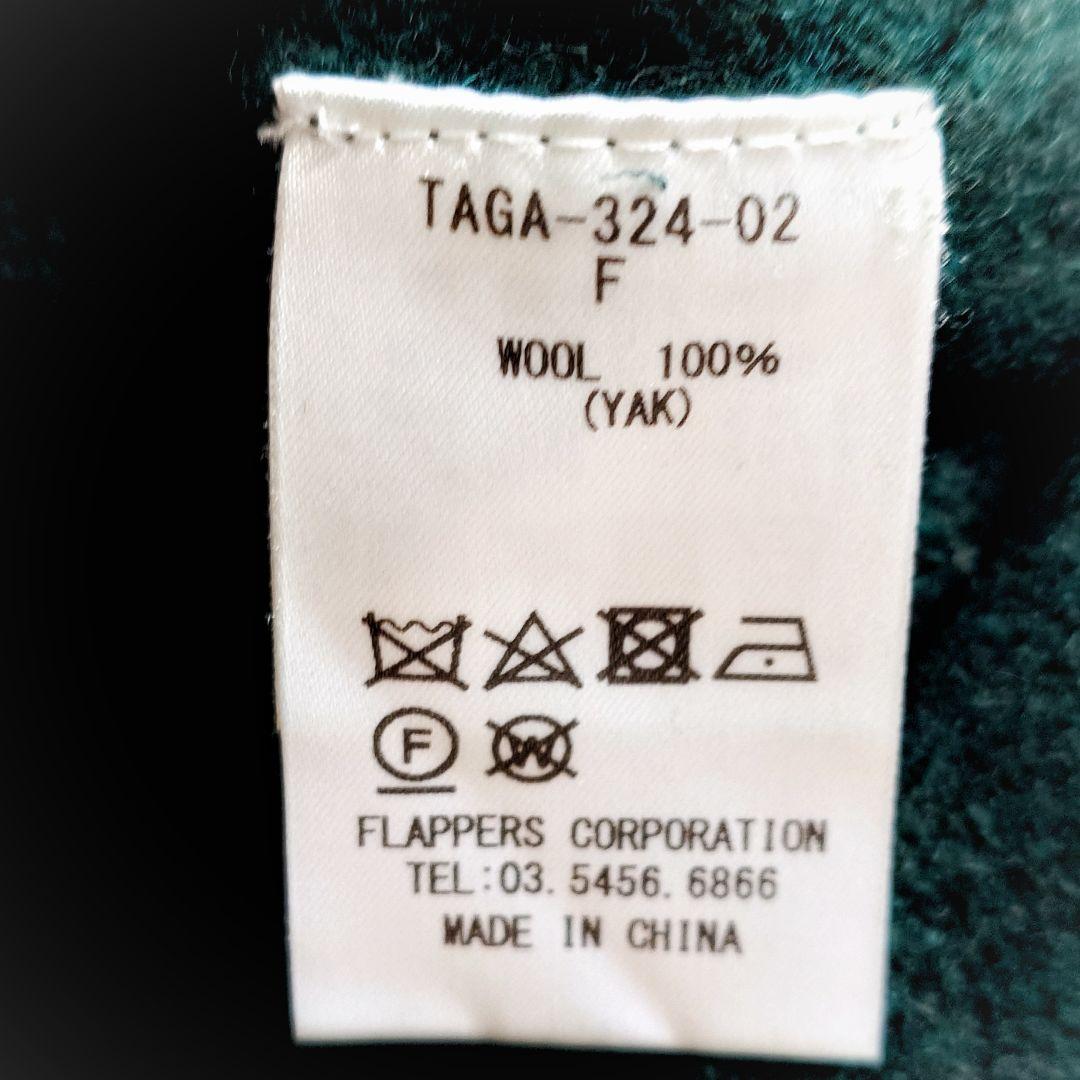 TAGA-324-02
F
WOOL 100%
(YAK)
F W
FLAPPERS CORPORATION
TEL:03.5456.6866
MADE IN CHINA